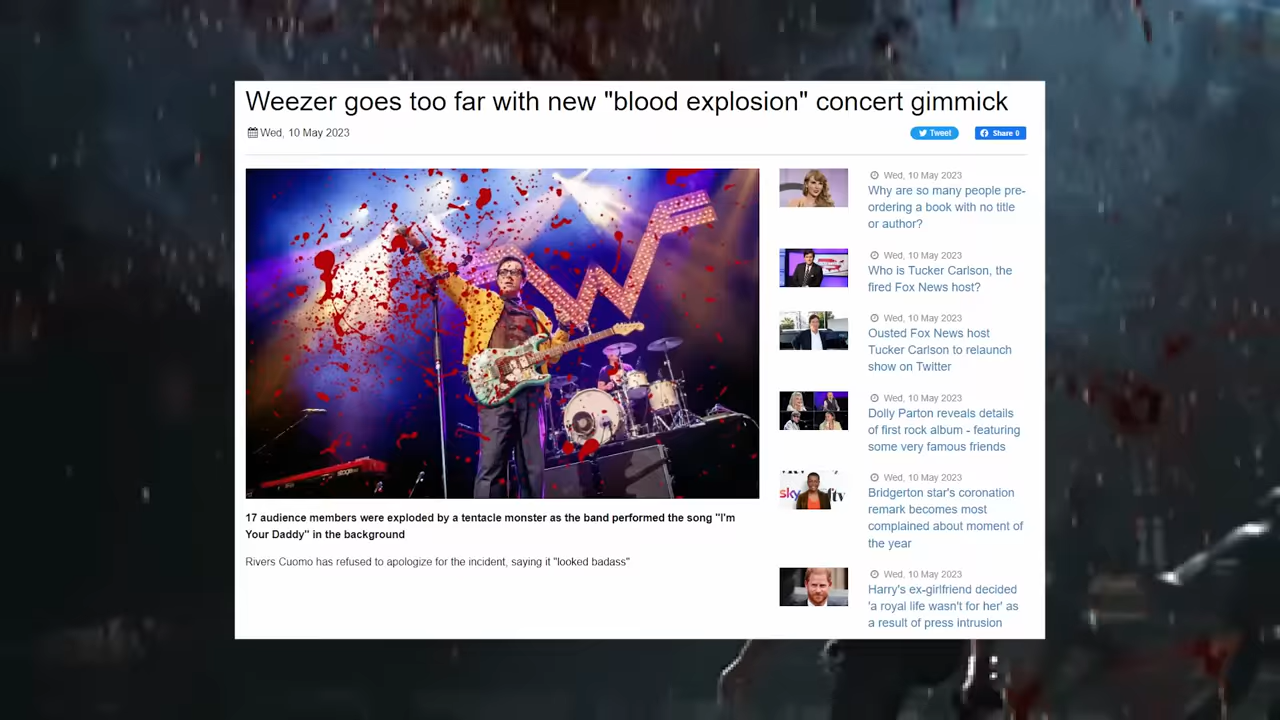 Weezer goes too far with new "blood explosion" concert gimmick
Wed, 10 May 2023
Tweet
Share 0
17 audience members were exploded by a tentacle monster as the band performed the song "I'm
Your Daddy" in the background
Rivers Cuomo has refused to apologize for the incident, saying it "looked badass"
Wed, 10 May 2023
Why are so many people pre-
ordering a book with no title
or author?
Wed, 10 May 2023
Who is Tucker Carlson, the
fired Fox News host?
Wed, 10 May 2023
Ousted Fox News host
Tucker Carlson to relaunch
show on Twitter
Wed, 10 May 2023
Dolly Parton reveals details
of first rock album - featuring
some very famous friends
sky
Wed, 10 May 2023
Bridgerton star's coronation
remark becomes most
complained about moment of
the year
Wed, 10 May 2023
Harry's ex-girlfriend decided
'a royal life wasn't for her' as
a result of press intrusion